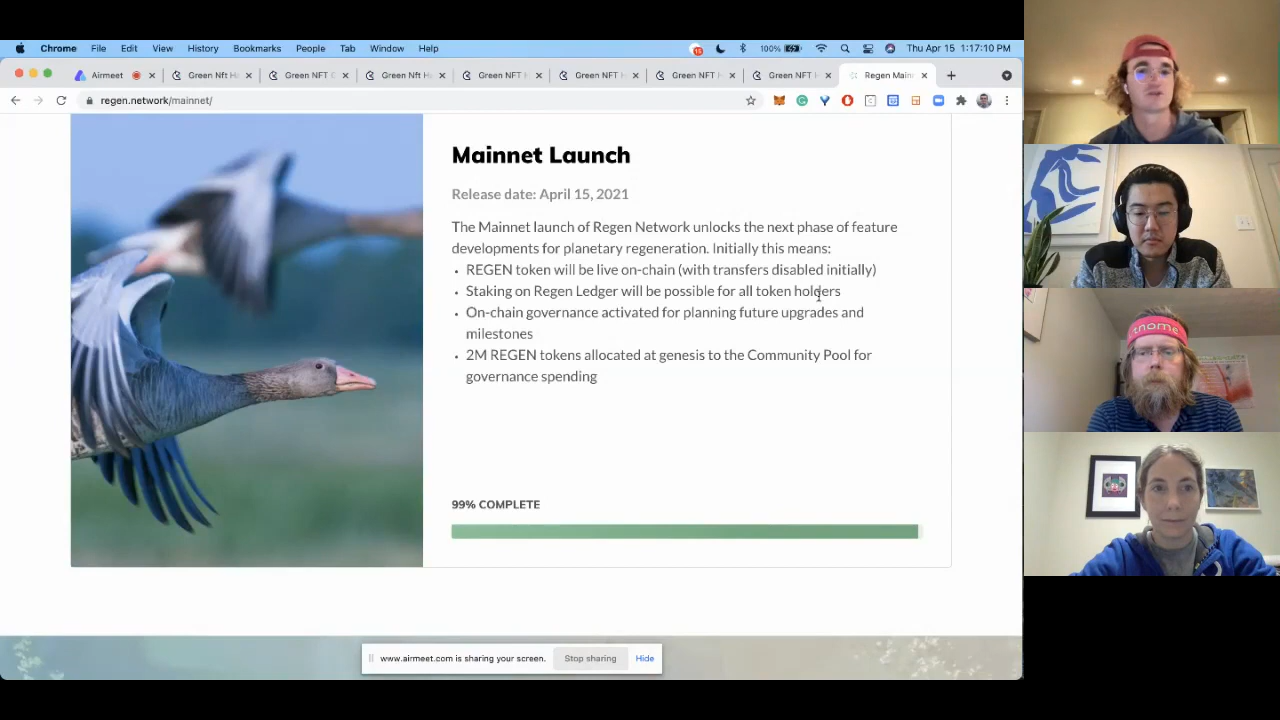 Chrome File Edit View History Bookmarks People Tab Window Help 100% Thu Apr 15 1:17:10 PM
Airmeet Green Nft H Green NFT C Green Nft H Green NFT H Green NFT H Green NFT H Green NFT H Regen Main
regen.network/mainnet/
Mainnet Launch
Release date: April 15, 2021
The Mainnet launch of Regen Network unlocks the next phase of feature
developments for planetary regeneration. Initially this means:
• REGEN token will be live on-chain (with transfers disabled initially)
• Staking on Regen Ledger will be possible for all token holders
• On-chain governance activated for planning future upgrades and
milestones
• 2M REGEN tokens allocated at genesis to the Community Pool for
governance spending
99% COMPLETE
www.airmeet.com is sharing your screen. Stop sharing Hide